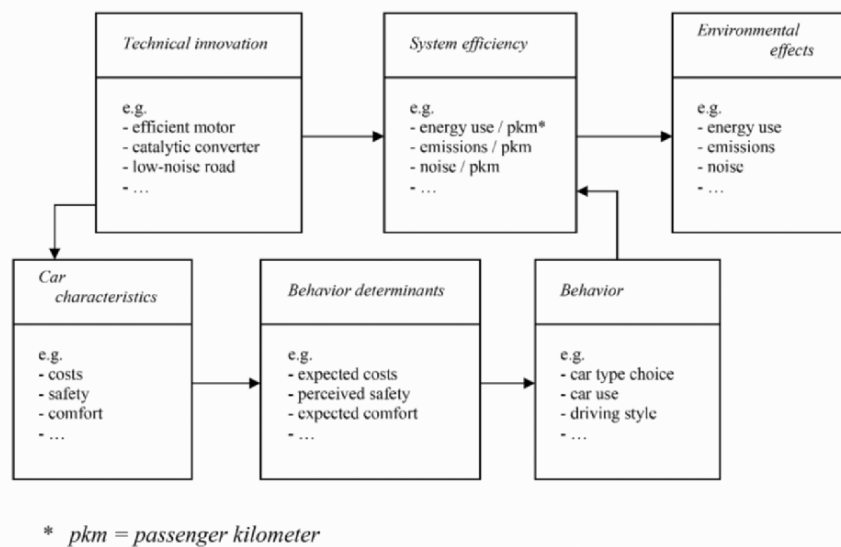 Technical innovation
e.g.
- efficient motor
- catalytic converter
- low-noise road
- ...
System efficiency
e.g.
- energy use / pkm*
- emissions / pkm
- noise / pkm
- ...
Environmental
effects
e.g.
- energy use
- emissions
- noise
- ...
Car
characteristics
e.g.
- costs
- safety
- comfort
- ...
Behavior determinants
e.g.
- expected costs
- perceived safety
- expected comfort
- ...
Behavior
e.g.
- car type choice
- car use
- driving style
- ...
* pkm = passenger kilometer